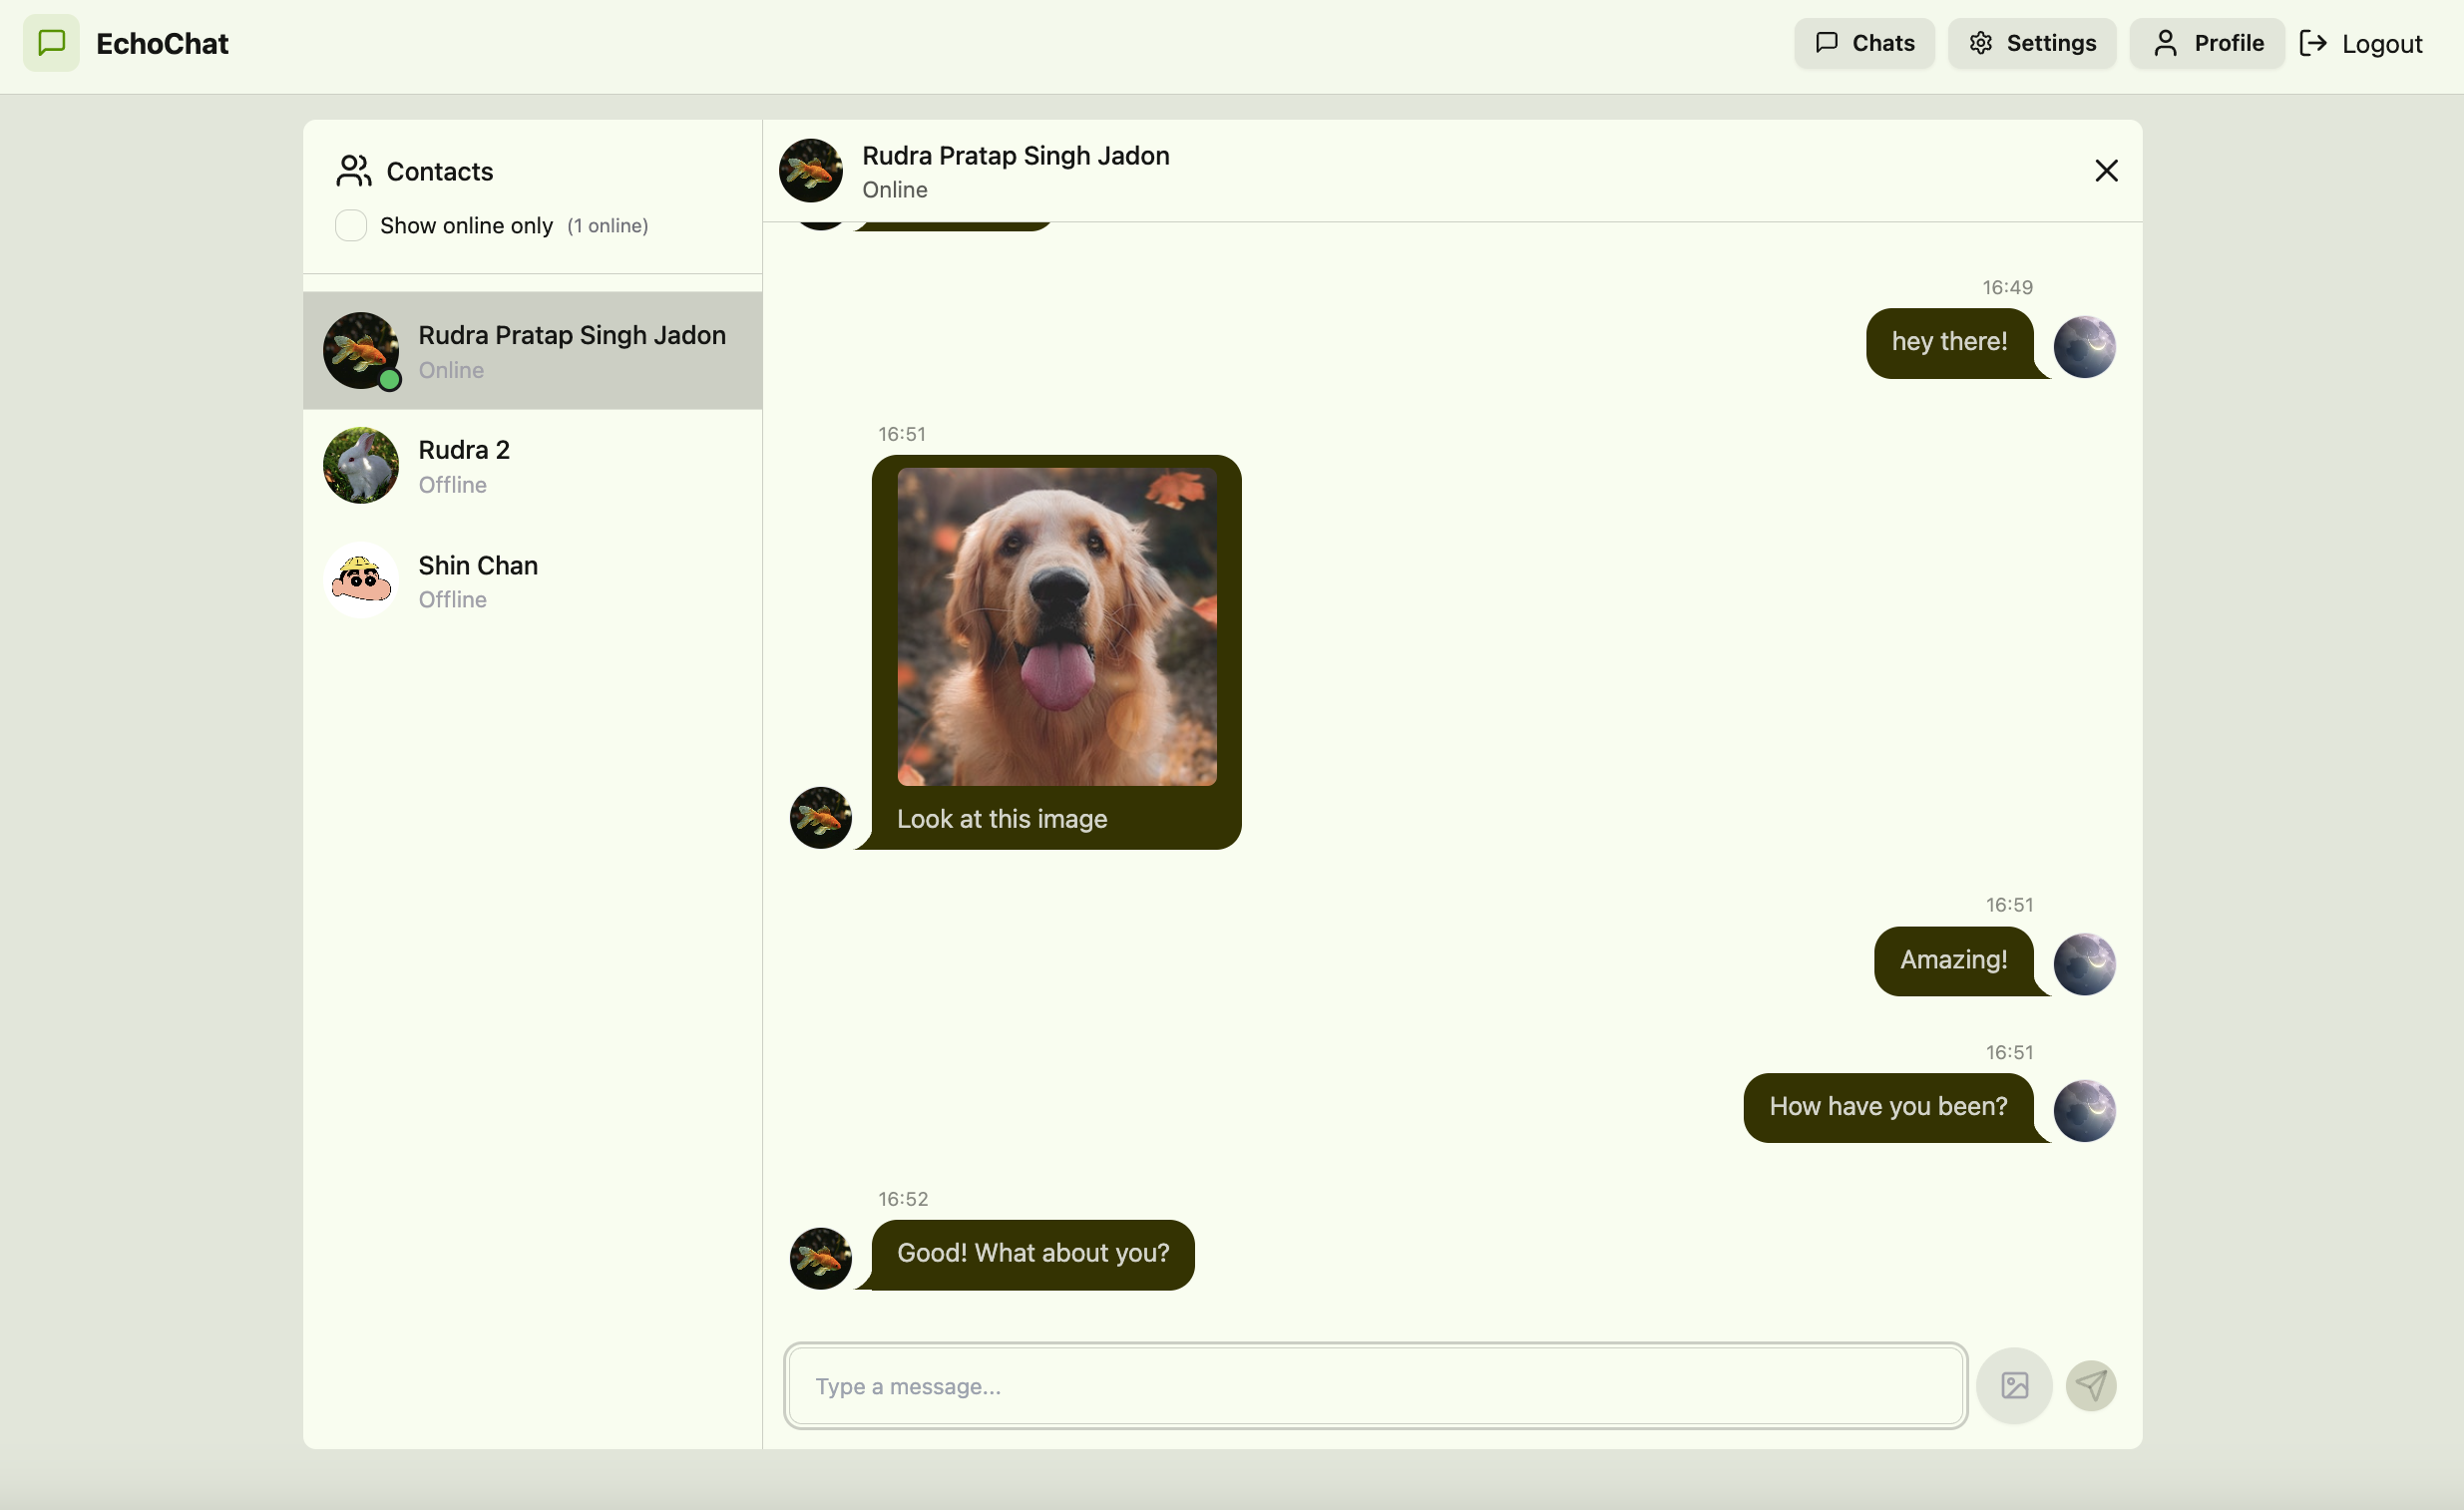 EchoChat
Chats
Settings
Profile
Logout
Contacts
Show online only (1 online)
Rudra Pratap Singh Jadon
Online
Rudra 2
Offline
Shin Chan
Offline
Rudra Pratap Singh Jadon
Online
16:49
hey there!
16:51
Look at this image
16:51
Amazing!
16:51
How have you been?
16:52
Good! What about you?
Type a message...